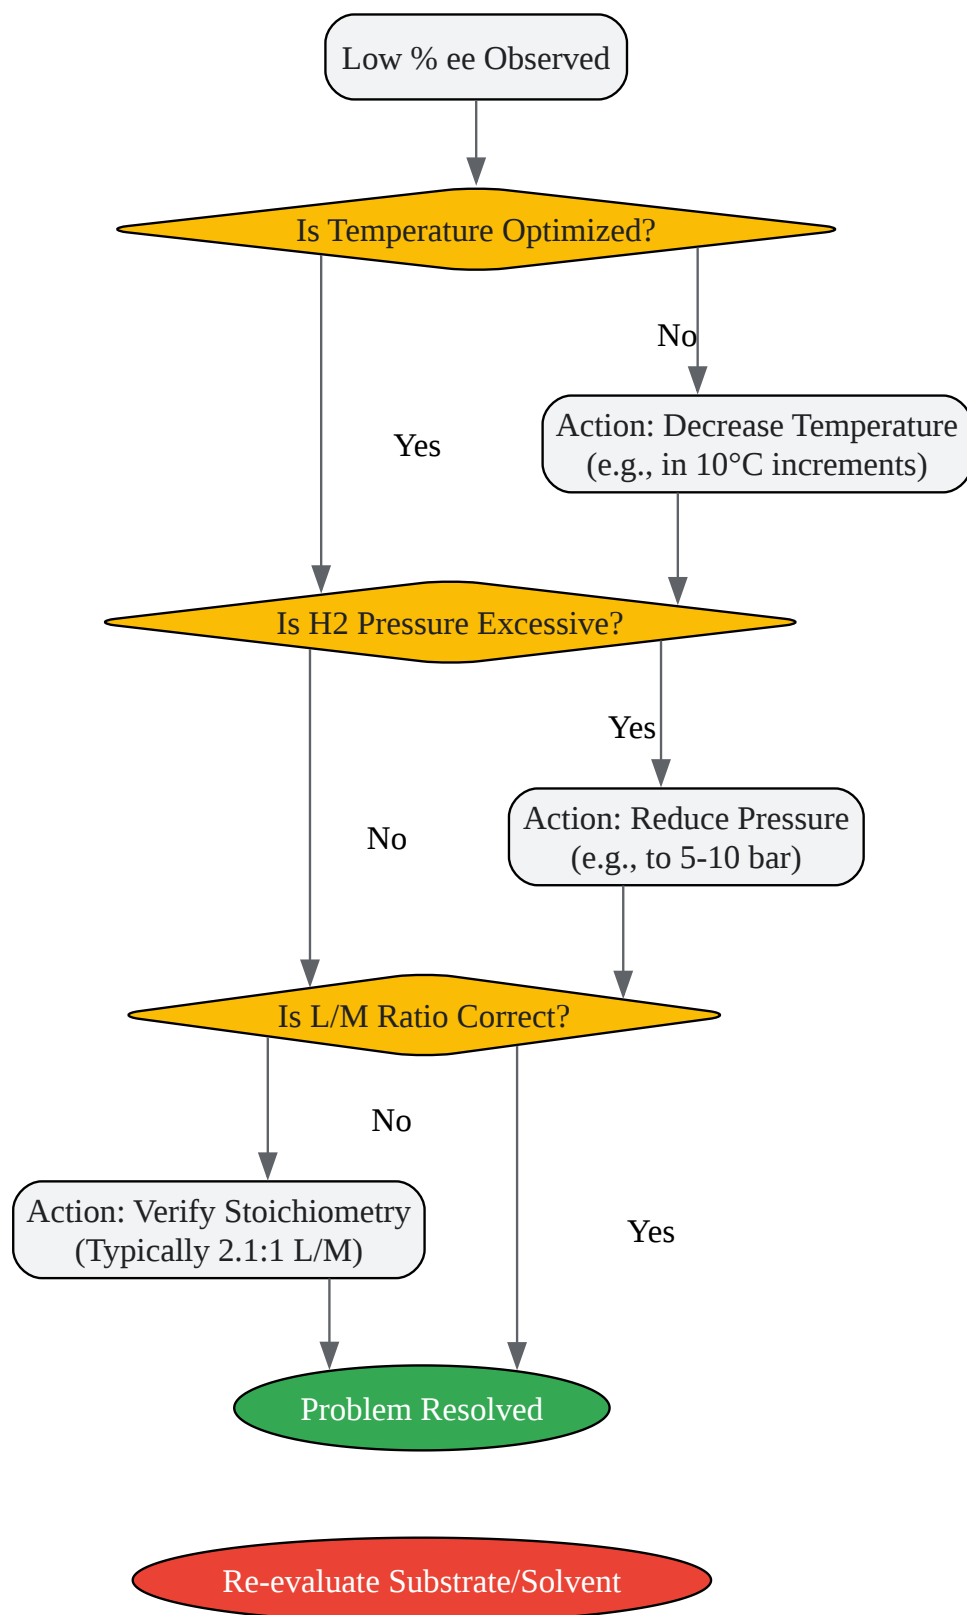 Low % ee Observed
Is Temperature Optimized?
No
Action: Decrease Temperature
(e.g., in 10°C increments)
Yes
Is H2 Pressure Excessive?
Yes
Action: Reduce Pressure
(e.g., to 5-10 bar)
No
Is L/M Ratio Correct?
No
Action: Verify Stoichiometry
(Typically 2.1:1 L/M)
Yes
Problem Resolved
Re-evaluate Substrate/Solvent